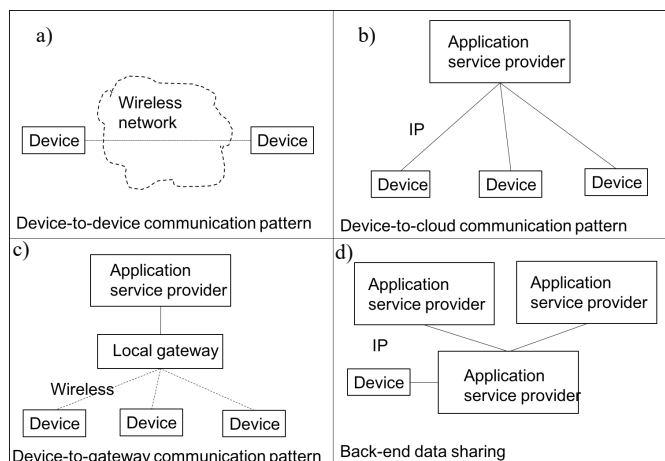 a)
Wireless
network
Device
Device
Device-to-device communication pattern
b)
Application
service provider
IP
Device
Device
Device
Device-to-cloud communication pattern
c)
Application
service provider
Local gateway
Wireless
Device
Device
Device
Device-to-gateway communication pattern
d)
Application
service provider
Application
service provider
IP
Device
Application
service provider
Back-end data sharing